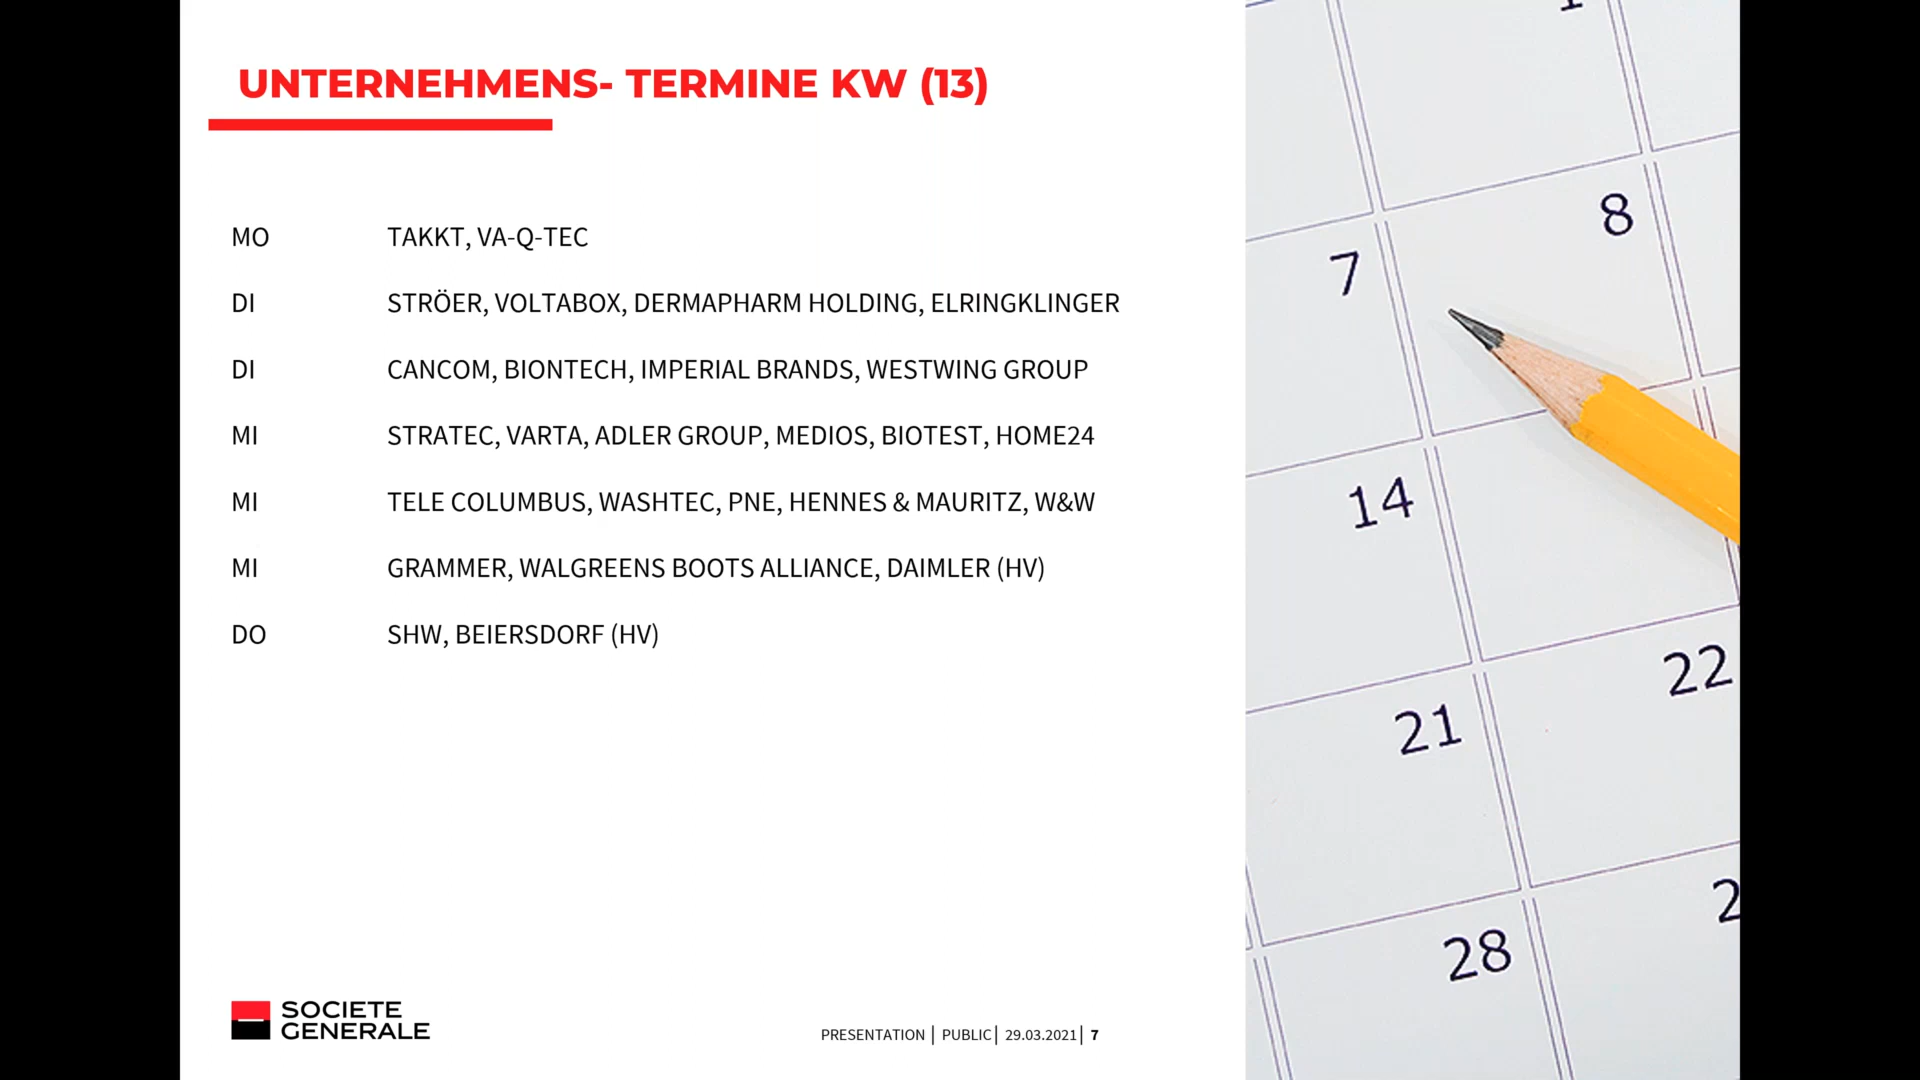 UNTERNEHMENS- TERMINE KW (13)
MO TAKKT, VA-Q-TEC
DI STRÖER, VOLTABOX, DERMAPHARM HOLDING, ELRINGKLINGER
DI CANCOM, BIONTECH, IMPERIAL BRANDS, WESTWING GROUP
MI STRATEC, VARTA, ADLER GROUP, MEDIOS, BIOTEST, HOME24
MI TELE COLUMBUS, WASHTEC, PNE, HENNES & MAURITZ, W&W
MI GRAMMER, WALGREENS BOOTS ALLIANCE, DAIMLER (HV)
DO SHW, BEIERSDORF (HV)
SOCIETE
GENERALE
PRESENTATION | PUBLIC | 29.03.2021 | 7
8
7
14
22
21
28